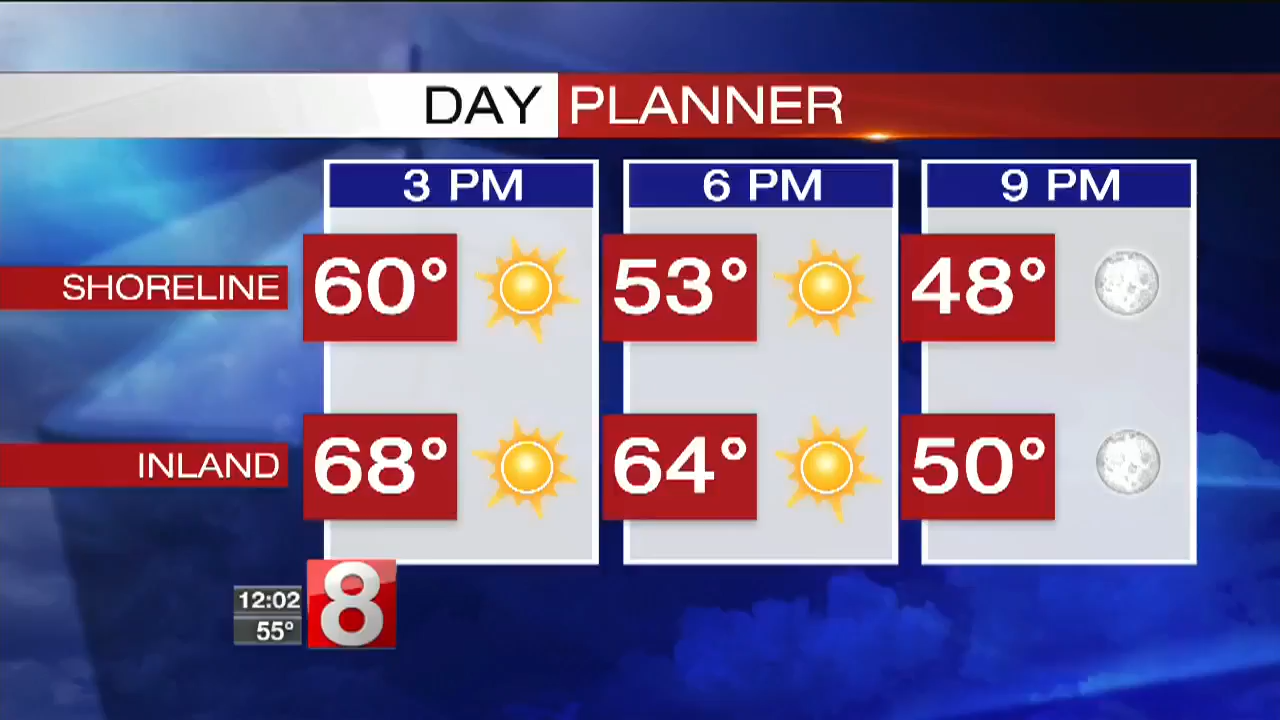 DAY PLANNER
3 PM 6 PM 9 PM
SHORELINE 60° 53° 48°
INLAND 68° 64° 50°
12:02
55°
8